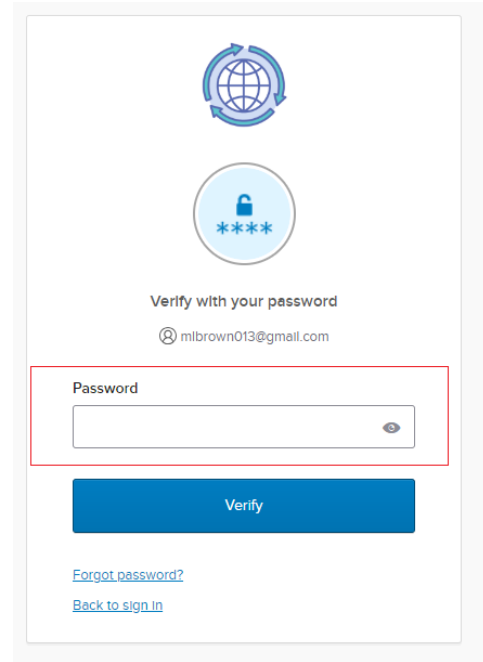 ****
Verify with your password
mlbrown013@gmail.com
Password
Verify
Forgot password?
Back to sign in